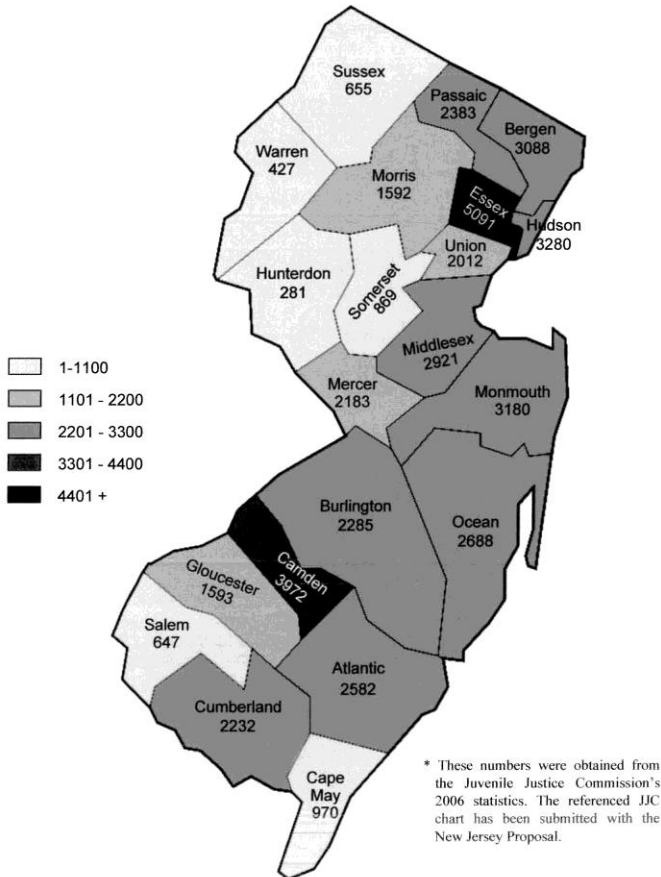 Sussex
655
Passaic
2383
Bergen
3088
Warren
427
Morris
1592
Essex
5091
Hudson
3280
Union
2012
Hunterdon
281
Somerset
869
Middlesex
2921
Mercer
2183
Monmouth
3180
1-1100
1101 - 2200
2201 - 3300
3301 - 4400
4401 +
Burlington
2285
Ocean
2688
Camden
3972
Gloucester
1593
Salem
647
Atlantic
2582
Cumberland
2232
Cape
May
970
* These numbers were obtained from
the Juvenile Justice Commission's
2006 statistics. The referenced JJC
chart has been submitted with the
New Jersey Proposal.